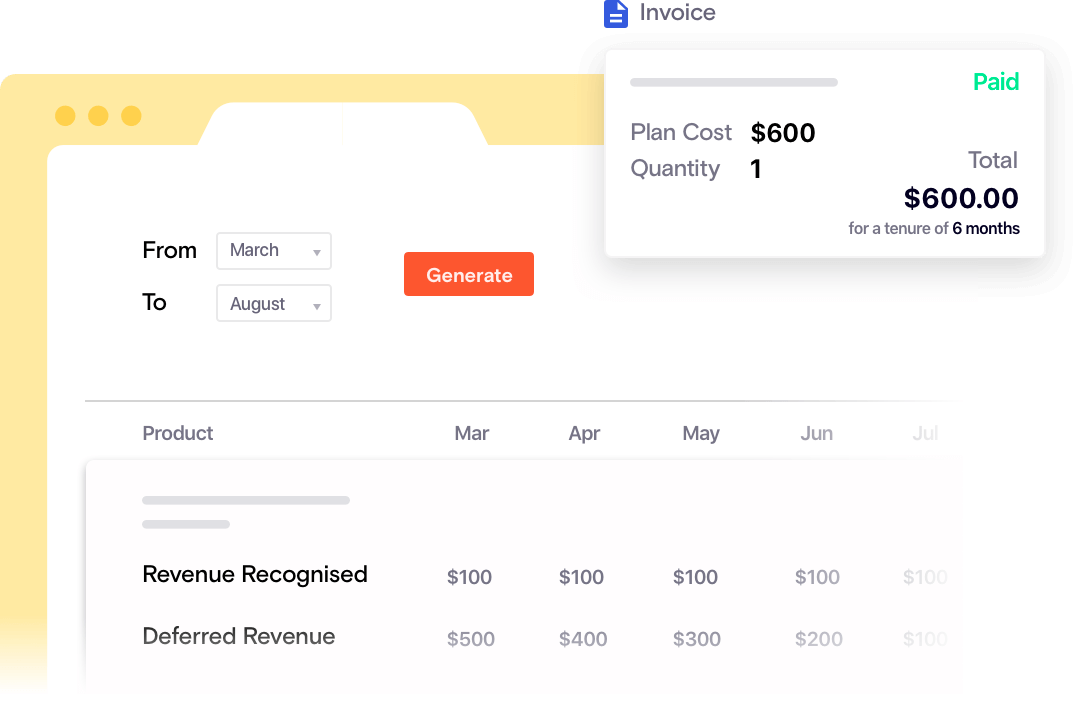 Invoice
Paid
Plan Cost $600
Quantity 1
Total
$600.00
for a tenure of 6 months
From March
To August
Generate
Product Mar Apr May Jun Jul
Revenue Recognised $100 $100 $100 $100 $100
Deferred Revenue $500 $400 $300 $200 $100